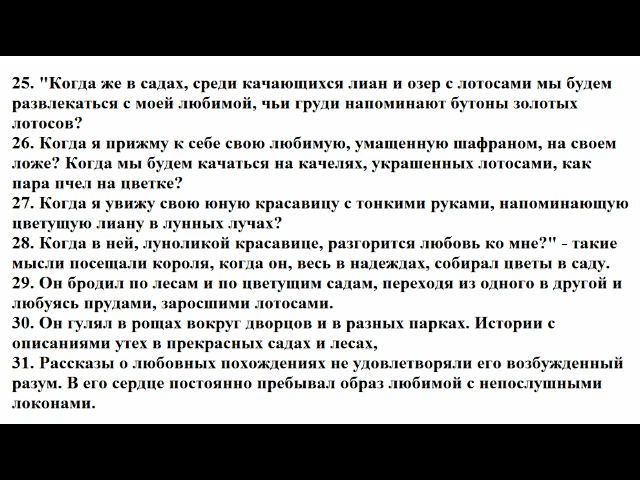 25. "Когда же в садах, среди качающихся лиан и озер с лотосами мы будем
развлекаться с моей любимой, чьи груди напоминают бутоны золотых
лотосов?
26. Когда я прижму к себе свою любимую, умащенную шафраном, на своем
ложе? Когда мы будем качаться на качелях, украшенных лотосами, как
пара пчел на цветке?
27. Когда я увижу свою юную красавицу с тонкими руками, напоминающую
цветущую лиану в лунных лучах?
28. Когда в ней, луноликой красавице, разгорится любовь ко мне?" - такие
мысли посещали короля, когда он, весь в надеждах, собирал цветы в саду.
29. Он бродил по лесам и по цветущим садам, переходя из одного в другой и
любуясь прудами, заросшими лотосами.
30. Он гулял в рощах вокруг дворцов и в разных парках. Истории с
описаниями утех в прекрасных садах и лесах,
31. Рассказы о любовных похождениях не удовлетворяли его возбужденный
разум. В его сердце постоянно пребывал образ любимой с непослушными
локонами.